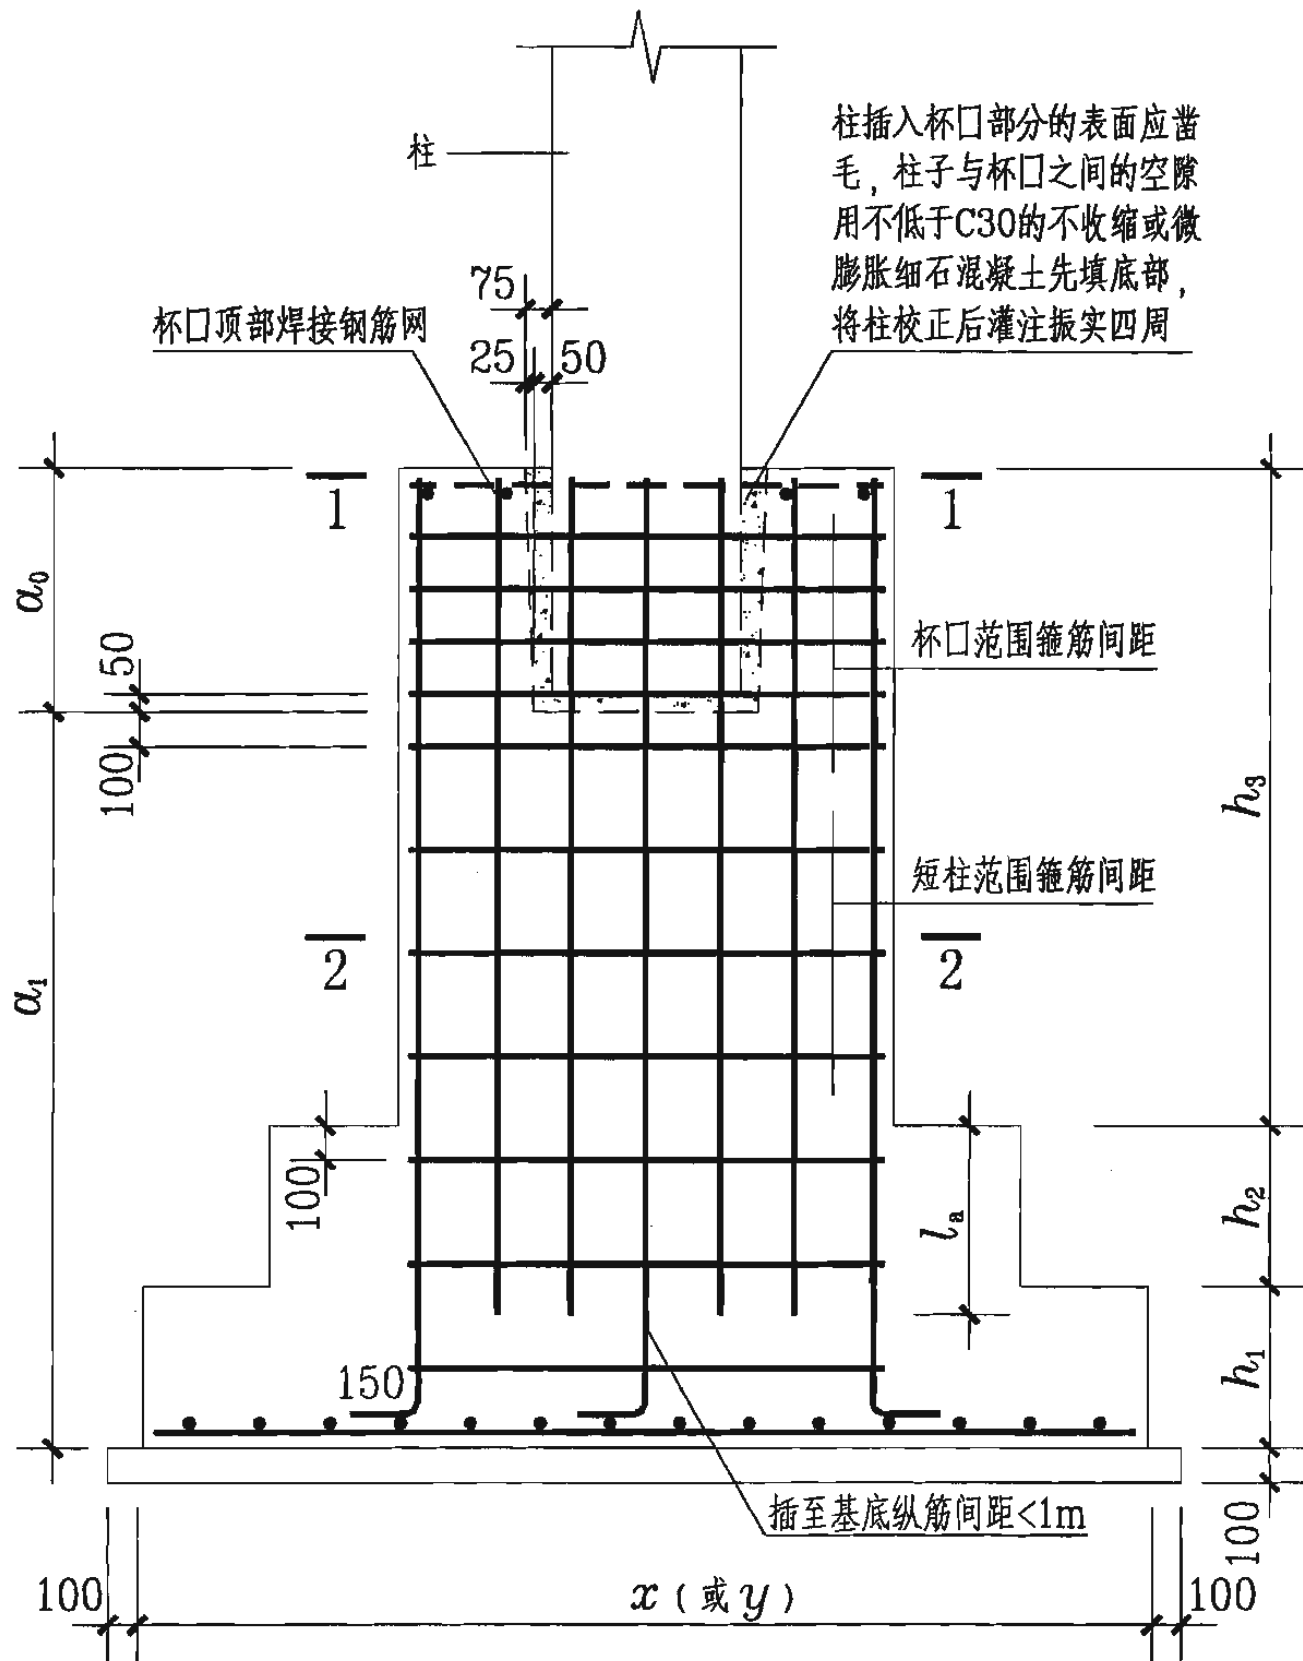 柱
柱插入杯口部分的表面应凿
毛，柱子与杯口之间的空隙
用不低于C30的不收缩或微
膨胀细石混凝土先填底部，
将柱校正后灌注振实四周
75
杯口顶部焊接钢筋网
25 50
1 1
a₀
杯口范围箍筋间距
50
100
h₃
短柱范围箍筋间距
2 2
a₁
100
lₐ
h₂
150
h₁
插至基底纵筋间距<1m
100
100 x（或y） 100